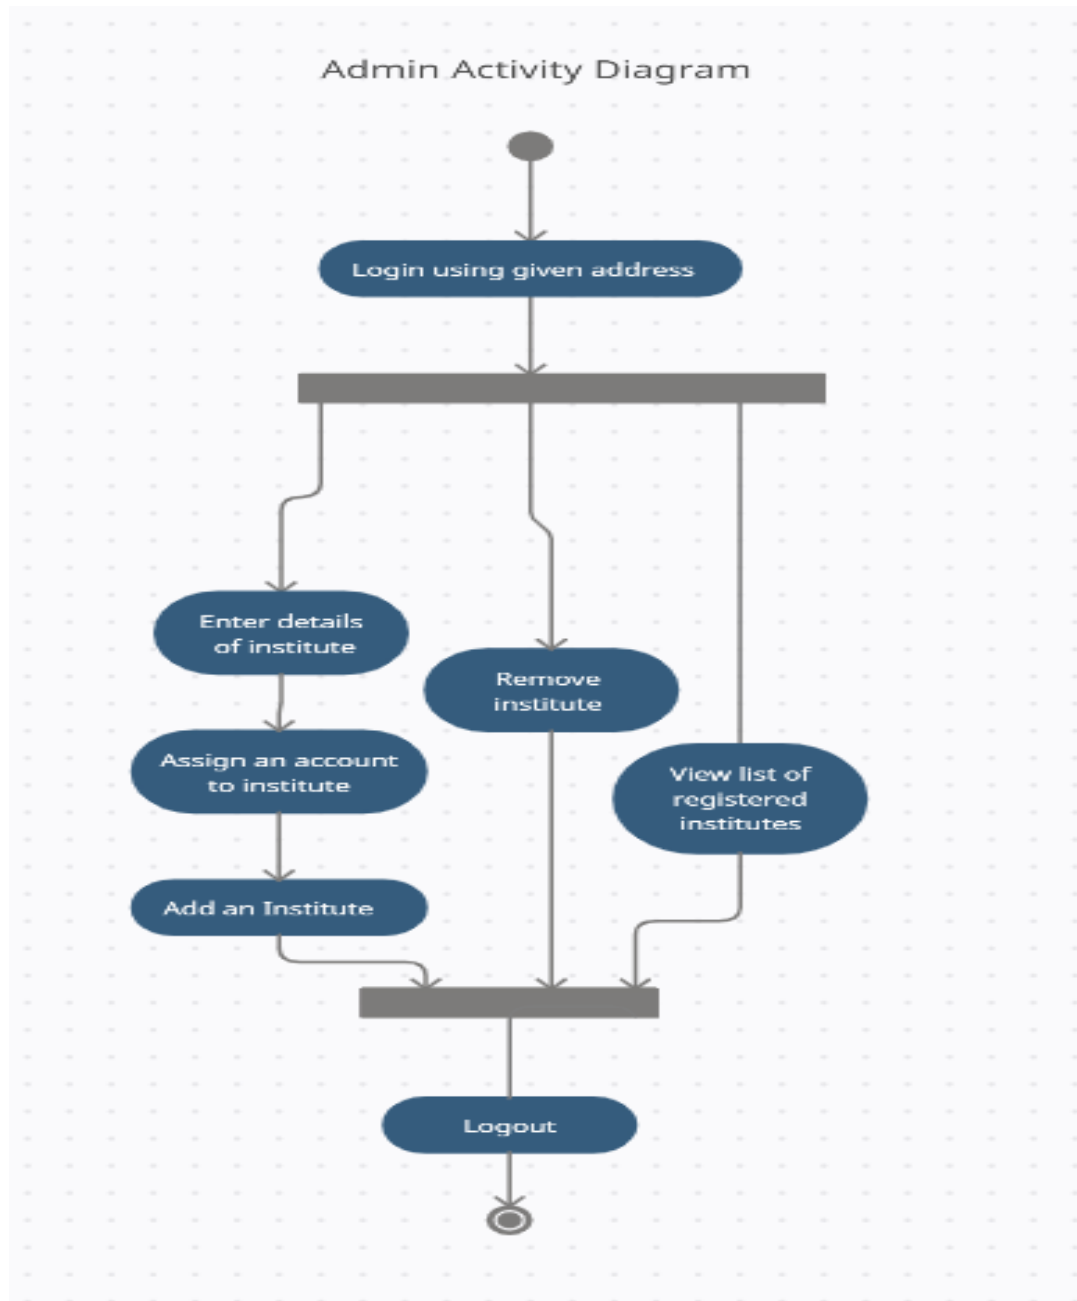 Admin Activity Diagram
Login using given address
Enter details
of institute
Remove
institute
Assign an account
to institute
View list of
registered
institutes
Add an Institute
Logout